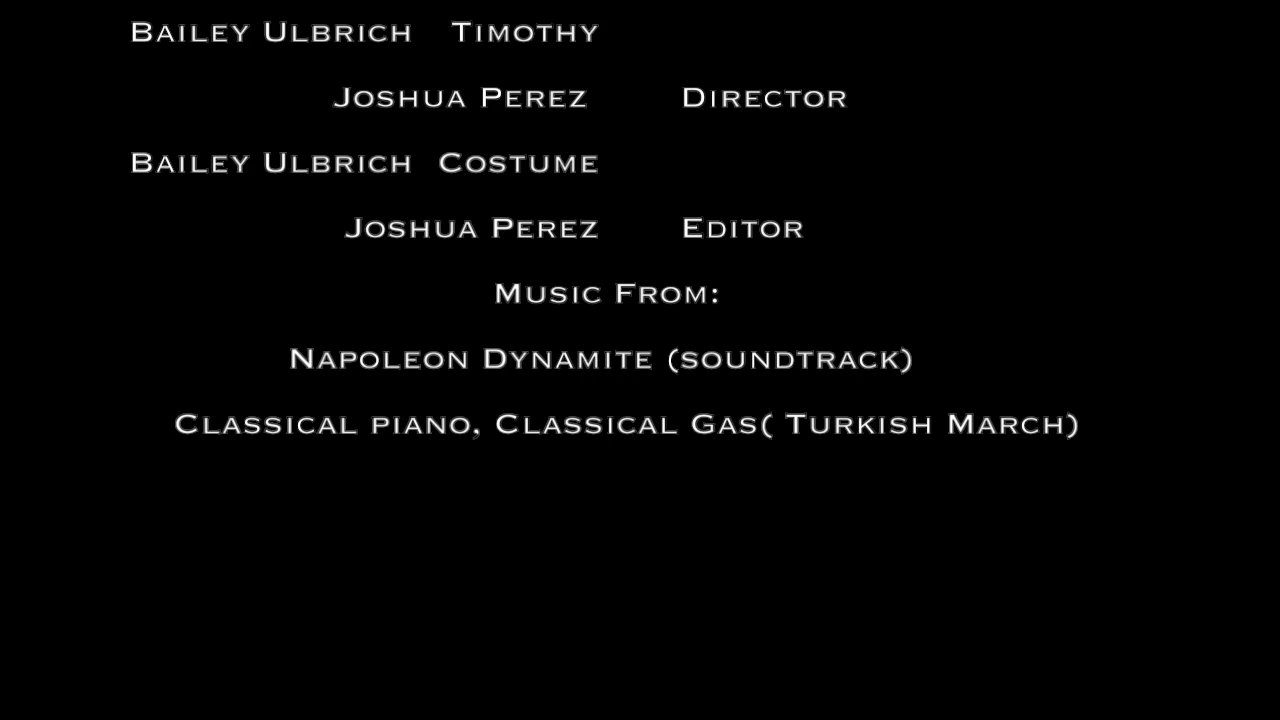 Bailey Ulbrich Timothy
Joshua Perez Director
Bailey Ulbrich Costume
Joshua Perez Editor
Music From:
Napoleon Dynamite (soundtrack)
Classical piano, Classical Gas( Turkish March)